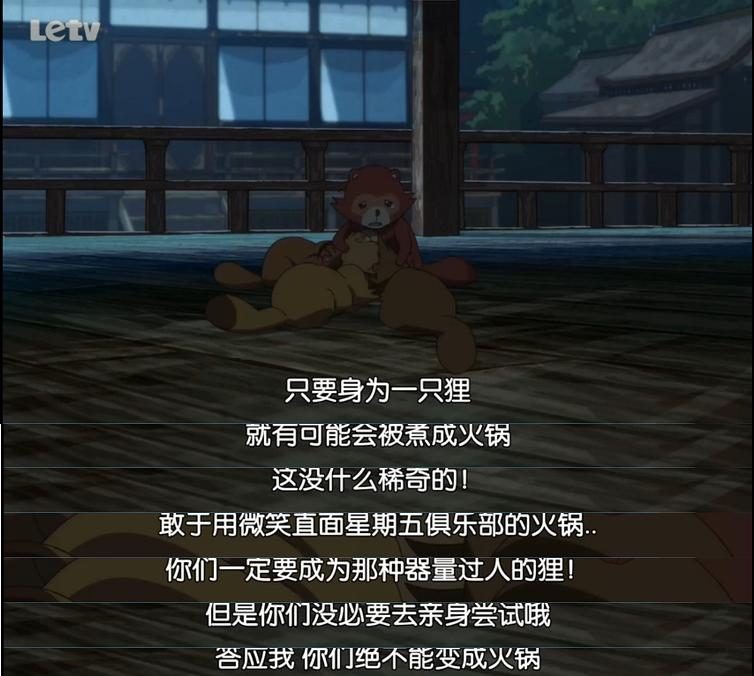 Letv
只要身为一只狸
就有可能会被煮成火锅
这没什么稀奇的！
敢于用微笑直面星期五俱乐部的火锅..
你们一定要成为那种器量过人的狸！
但是你们没必要去亲身尝试哦
答应我 你们绝不能变成火锅